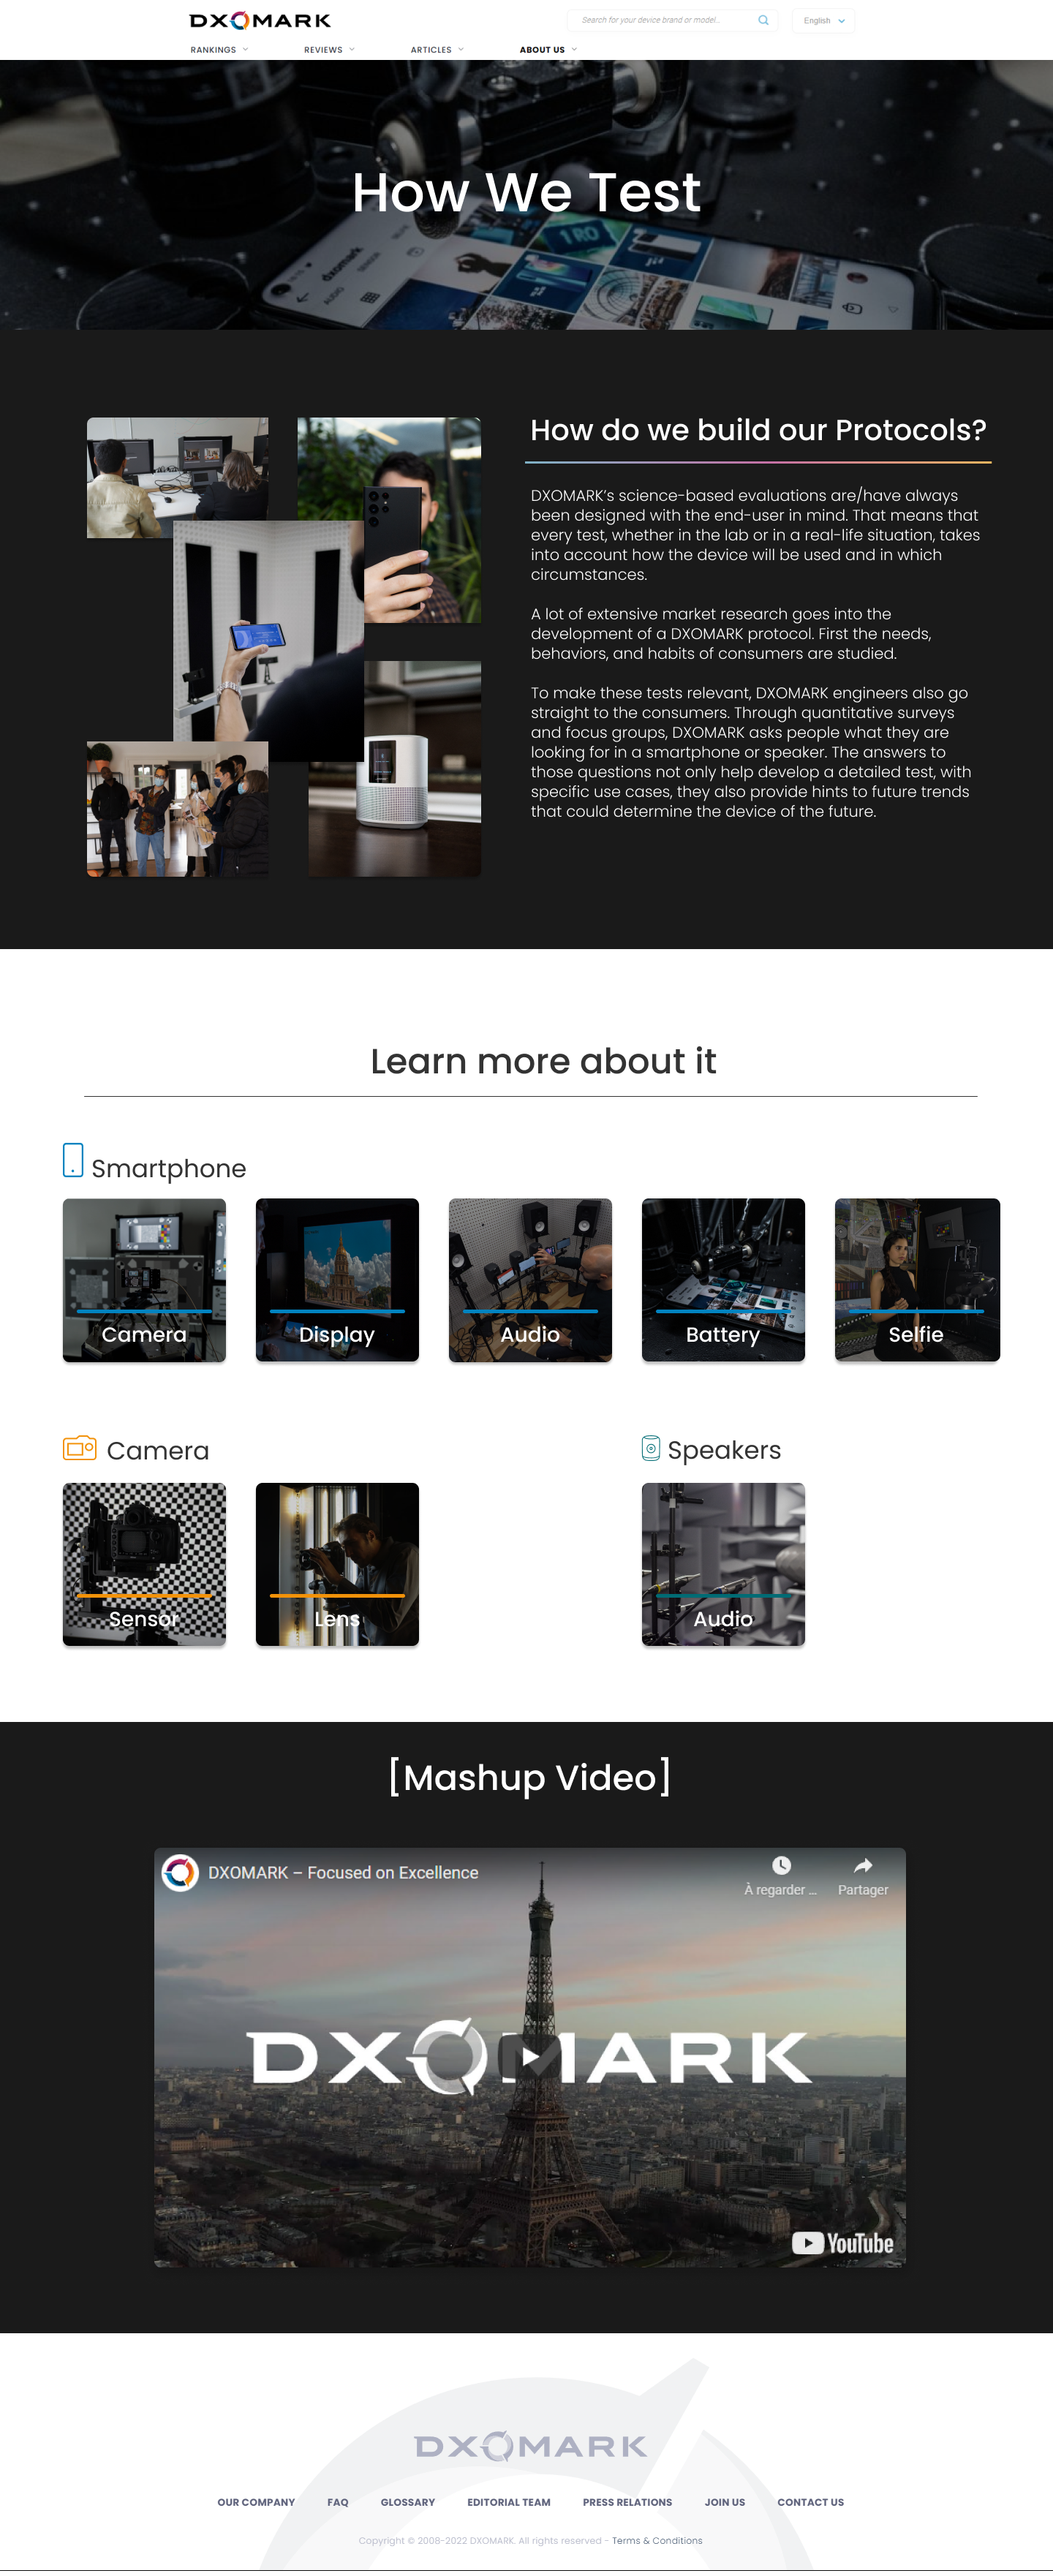 DXOMARK
Search for your device brand or model...
English
RANKINGS
REVIEWS
ARTICLES
ABOUT US
How We Test
dxomark
AUDIO
SENSOR
How do we build our Protocols?
DXOMARK’s science-based evaluations are/have always
been designed with the end-user in mind. That means that
every test, whether in the lab or in a real-life situation, takes
into account how the device will be used and in which
circumstances.
A lot of extensive market research goes into the
development of a DXOMARK protocol. First the needs,
behaviors, and habits of consumers are studied.
To make these tests relevant, DXOMARK engineers also go
straight to the consumers. Through quantitative surveys
and focus groups, DXOMARK asks people what they are
looking for in a smartphone or speaker. The answers to
those questions not only help develop a detailed test, with
specific use cases, they also provide hints to future trends
that could determine the device of the future.
Learn more about it
Smartphone
Camera
Display
Audio
Battery
Selfie
Camera
Speakers
Sensor
Lens
Audio
[Mashup Video]
DXOMARK – Focused on Excellence
À regarder ...
Partager
DXOMARK
YouTube
DXOMARK
OUR COMPANY
FAQ
GLOSSARY
EDITORIAL TEAM
PRESS RELATIONS
JOIN US
CONTACT US
Copyright © 2008-2022 DXOMARK. All rights reserved - Terms & Conditions